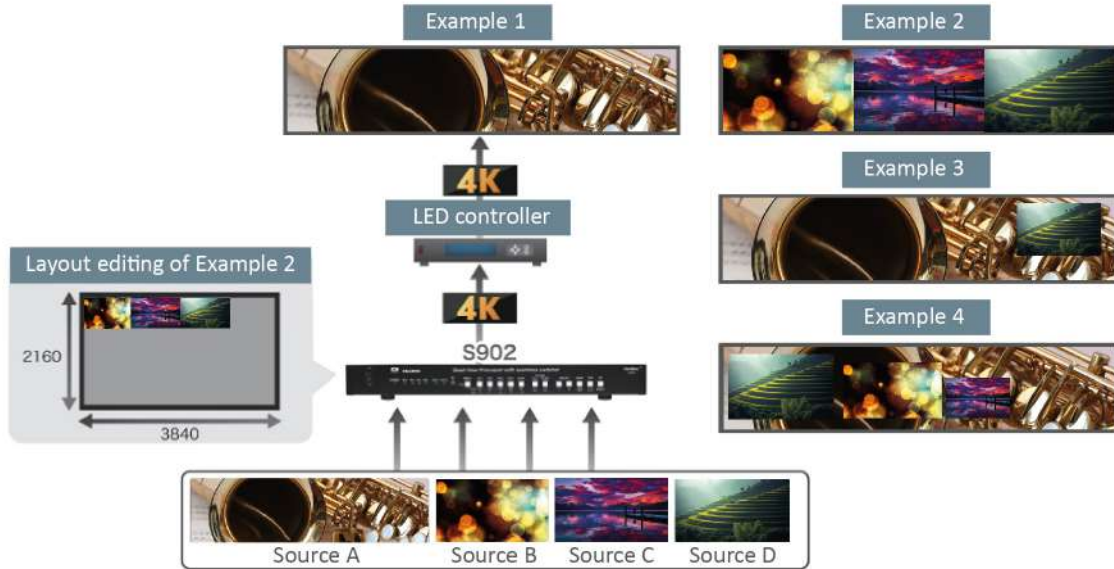 Example 1
Example 2
4K
LED controller
Example 3
Layout editing of Example 2
4K
S902
2160
3840
Example 4
Source A
Source B
Source C
Source D